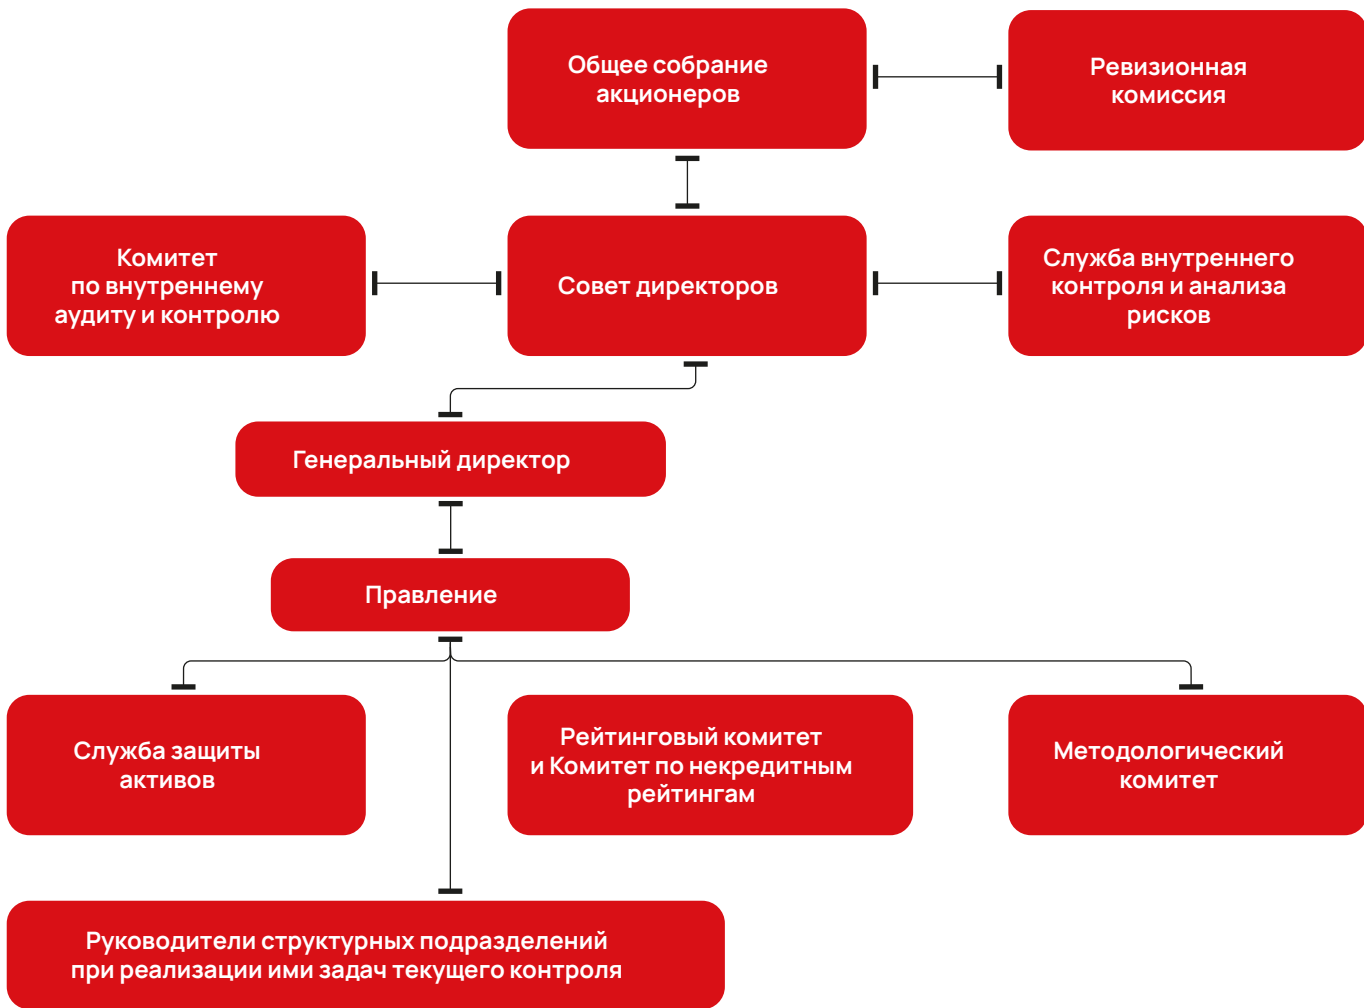 Общее собрание
акционеров
Ревизионная
комиссия
Комитет
по внутреннему
аудиту и контролю
Совет директоров
Служба внутреннего
контроля и анализа
рисков
Генеральный директор
Правление
Служба защиты
активов
Рейтинговый комитет
и Комитет по некредитным
рейтингам
Методологический
комитет
Руководители структурных подразделений
при реализации ими задач текущего контроля